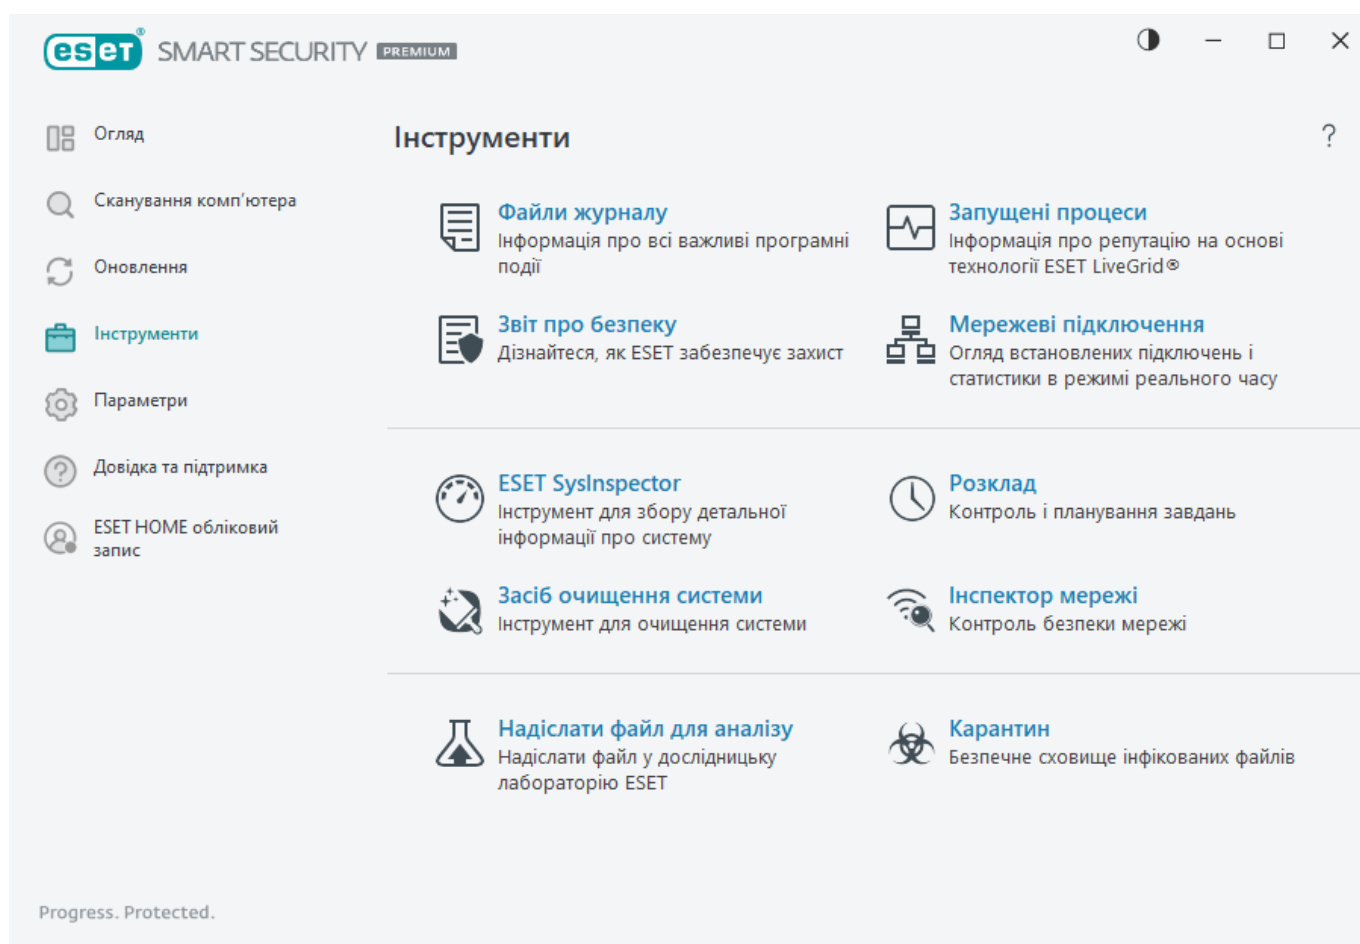 eset® SMART SECURITY PREMIUM
Огляд
Сканування комп'ютера
Оновлення
Інструменти
Параметри
Довідка та підтримка
ESET HOME обліковий
запис
Інструменти
?
Файли журналу
Інформація про всі важливі програмні
події
Запущені процеси
Інформація про репутацію на основі
технології ESET LiveGrid®
Звіт про безпеку
Дізнайтеся, як ESET забезпечує захист
Мережеві підключення
Огляд встановлених підключень і
статистики в режимі реального часу
ESET SysInspector
Інструмент для збору детальної
інформації про систему
Розклад
Контроль і планування завдань
Засіб очищення системи
Інструмент для очищення системи
Інспектор мережі
Контроль безпеки мережі
Надіслати файл для аналізу
Надіслати файл у дослідницьку
лабораторію ESET
Карантин
Безпечне сховище інфікованих файлів
Progress. Protected.